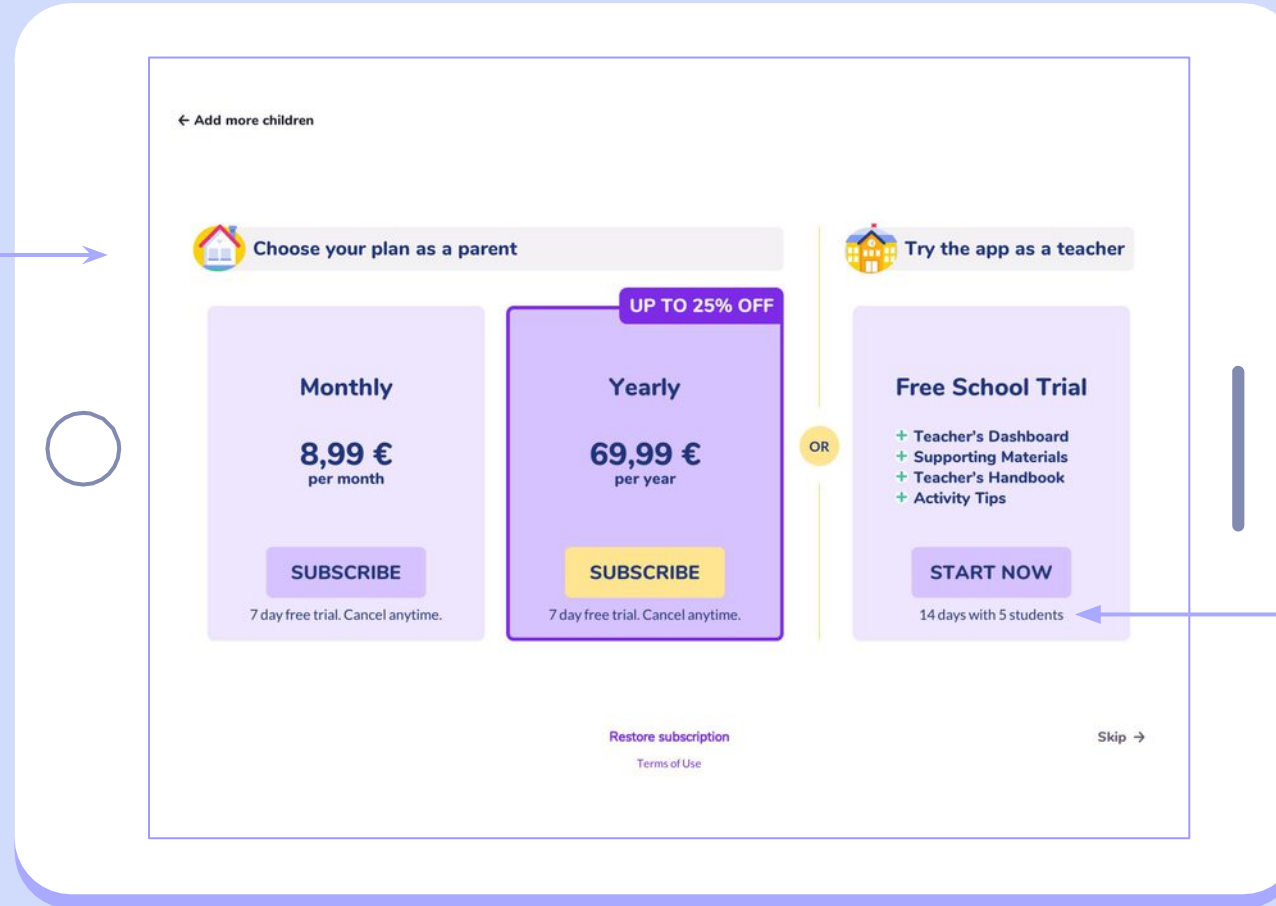 ← Add more children
Choose your plan as a parent
UP TO 25% OFF
Monthly
8,99 €
per month
SUBSCRIBE
7 day free trial. Cancel anytime.
Yearly
69,99 €
per year
SUBSCRIBE
7 day free trial. Cancel anytime.
OR
Try the app as a teacher
Free School Trial
+ Teacher's Dashboard
+ Supporting Materials
+ Teacher's Handbook
+ Activity Tips
START NOW
14 days with 5 students
Restore subscription
Terms of Use
Skip →